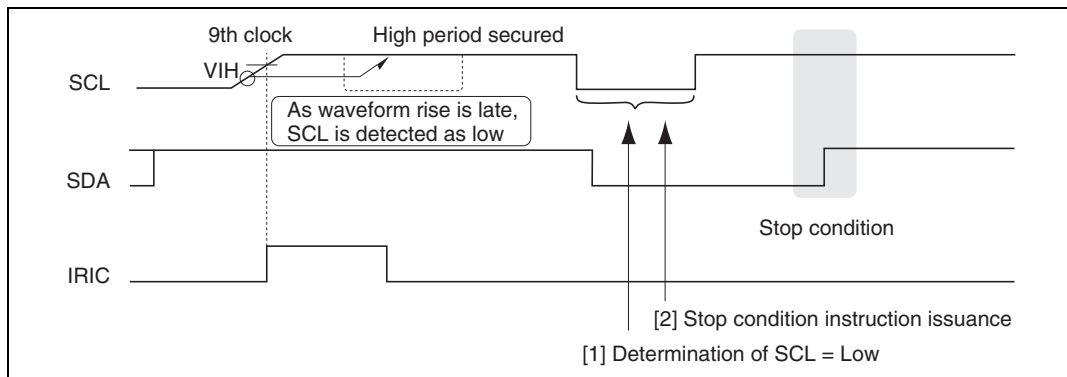 9th clock
High period secured
VIH
SCL
As waveform rise is late,
SCL is detected as low
SDA
Stop condition
IRIC
[2] Stop condition instruction issuance
[1] Determination of SCL = Low